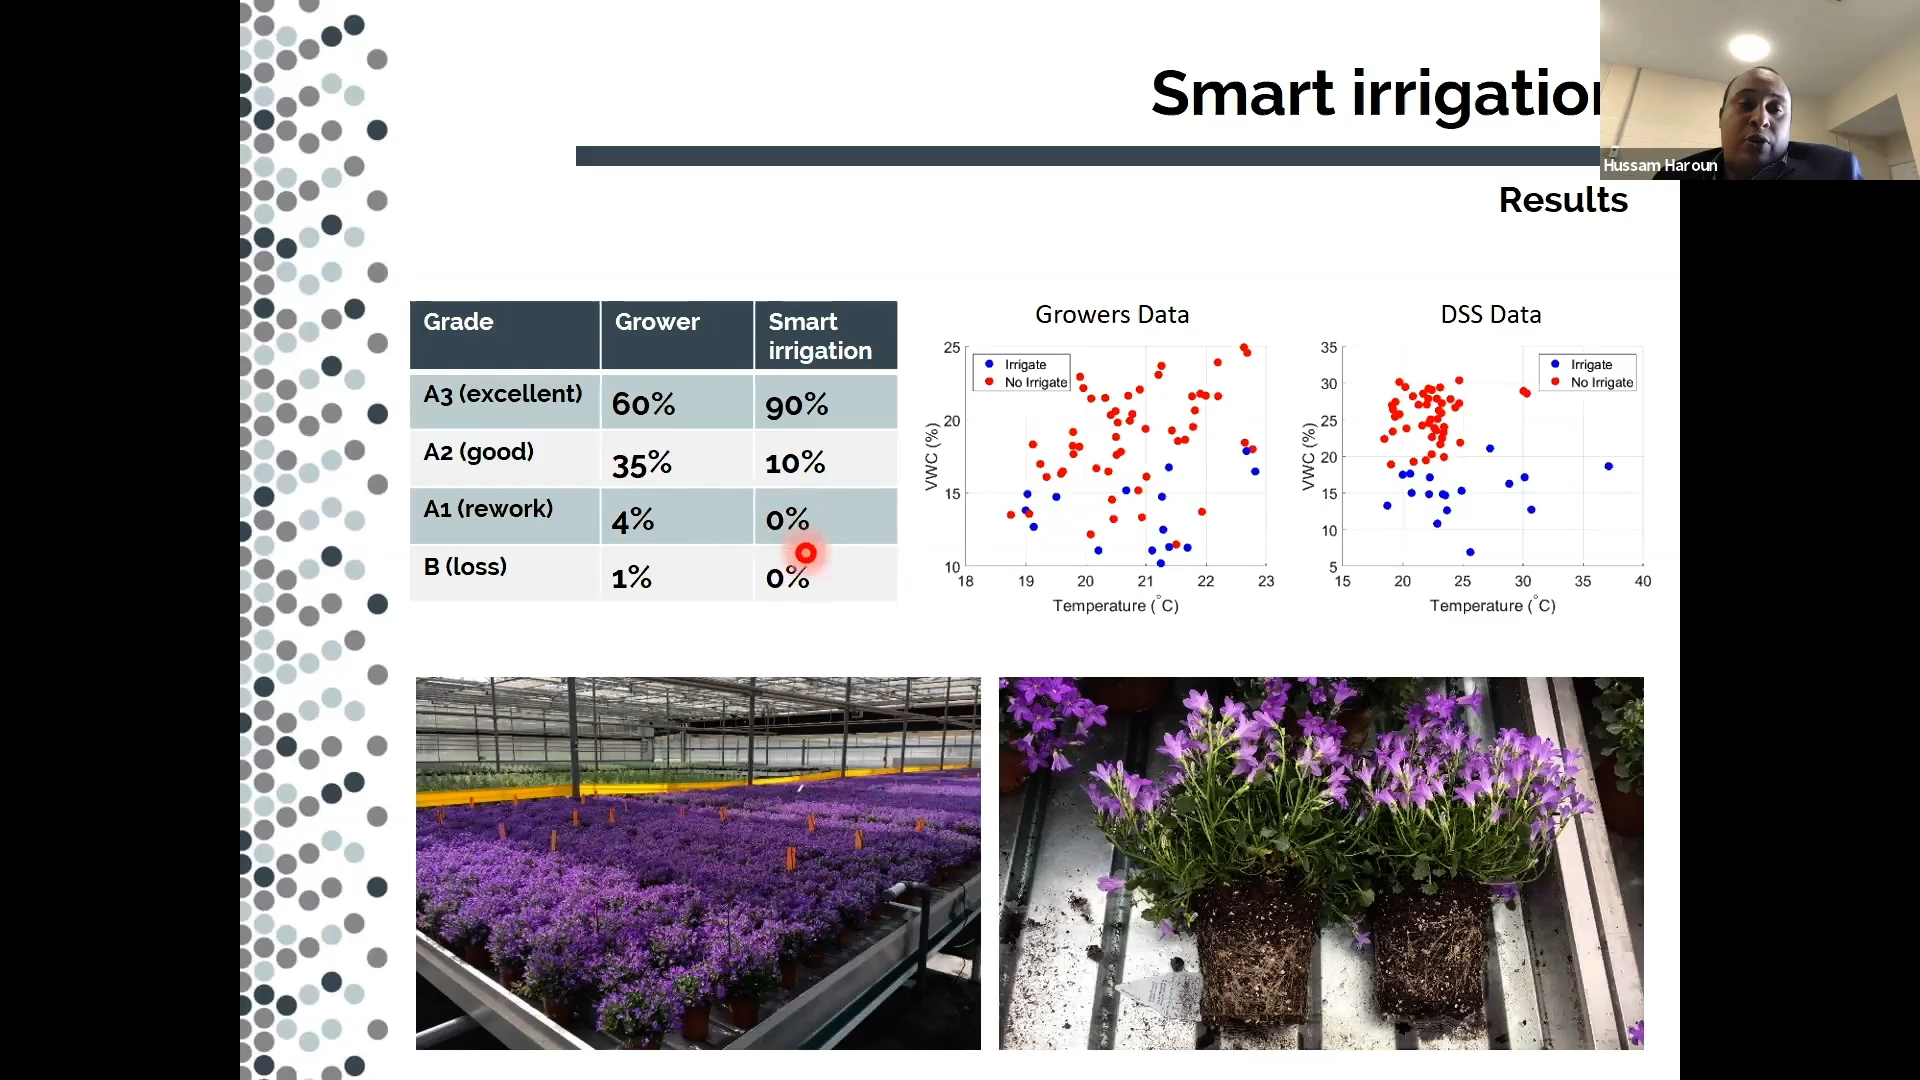 Smart irrigation
Hussam Haroun
Results
Grade Grower Smart irrigation
A3 (excellent) 60% 90%
A2 (good) 35% 10%
A1 (rework) 4% 0%
B (loss) 1% 0%
Growers Data
25
20
15
10
VWC (%)
Irrigate
No Irrigate
18 19 20 21 22 23
Temperature (°C)
DSS Data
35
30
25
20
15
10
5
VWC (%)
Irrigate
No Irrigate
15 20 25 30 35 40
Temperature (°C)